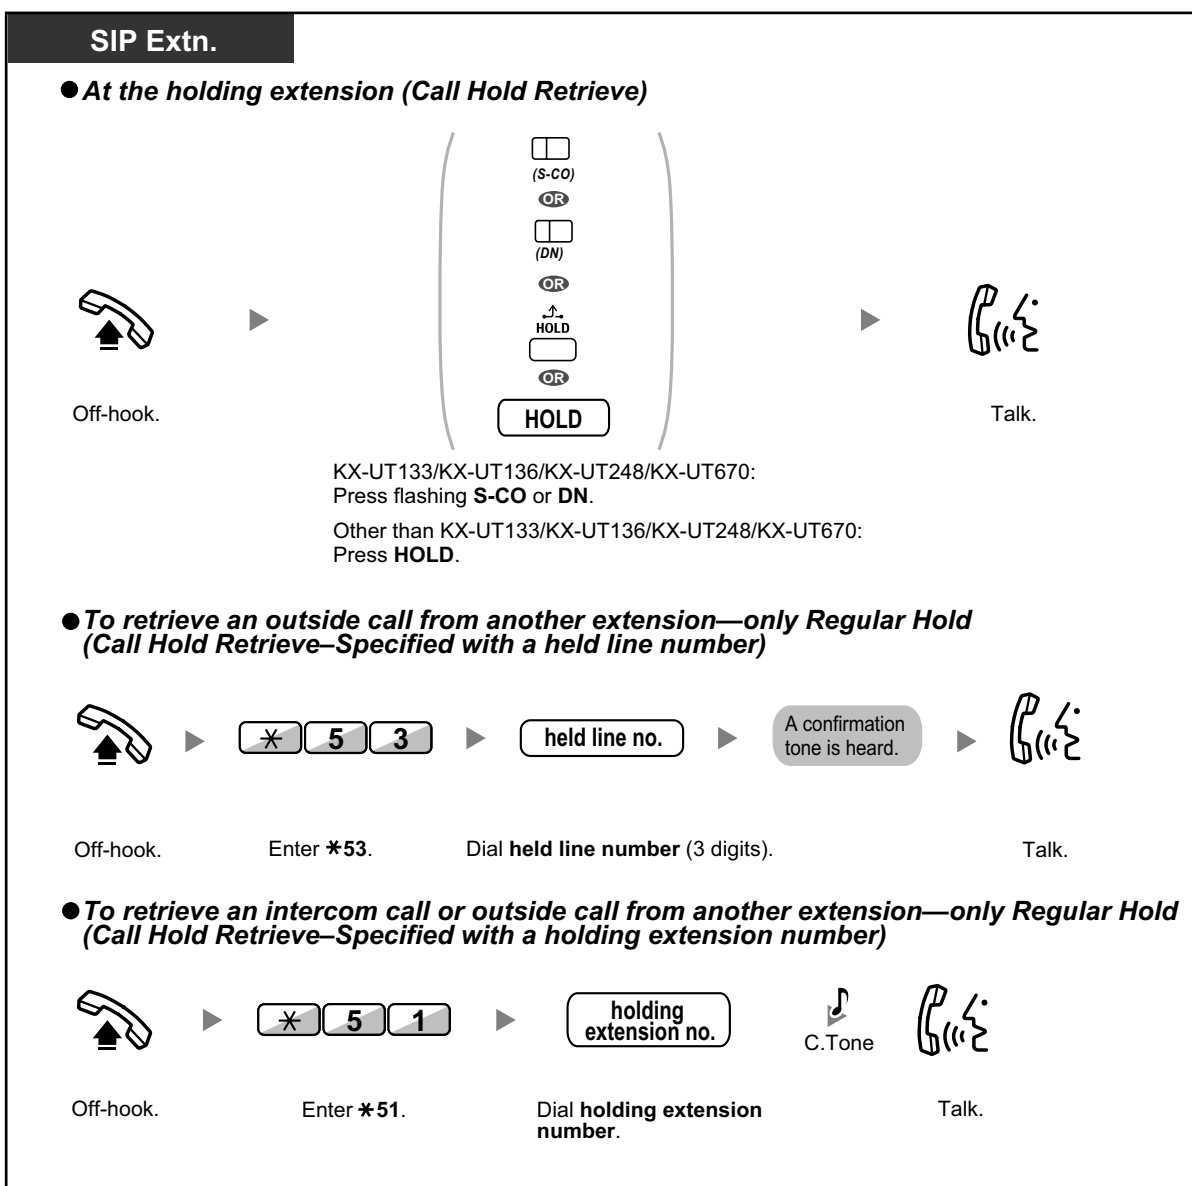 SIP Extn.
●At the holding extension (Call Hold Retrieve)
(S-CO)
OR
(DN)
OR
HOLD
OR
HOLD
Off-hook.
Talk.
KX-UT133/KX-UT136/KX-UT248/KX-UT670:
Press flashing S-CO or DN.
Other than KX-UT133/KX-UT136/KX-UT248/KX-UT670:
Press HOLD.
●To retrieve an outside call from another extension—only Regular Hold
(Call Hold Retrieve–Specified with a held line number)
* 5 3
held line no.
A confirmation
tone is heard.
Off-hook.
Enter *53.
Dial held line number (3 digits).
Talk.
●To retrieve an intercom call or outside call from another extension—only Regular Hold
(Call Hold Retrieve–Specified with a holding extension number)
* 5 1
holding
extension no.
C.Tone
Off-hook.
Enter *51.
Dial holding extension
number.
Talk.